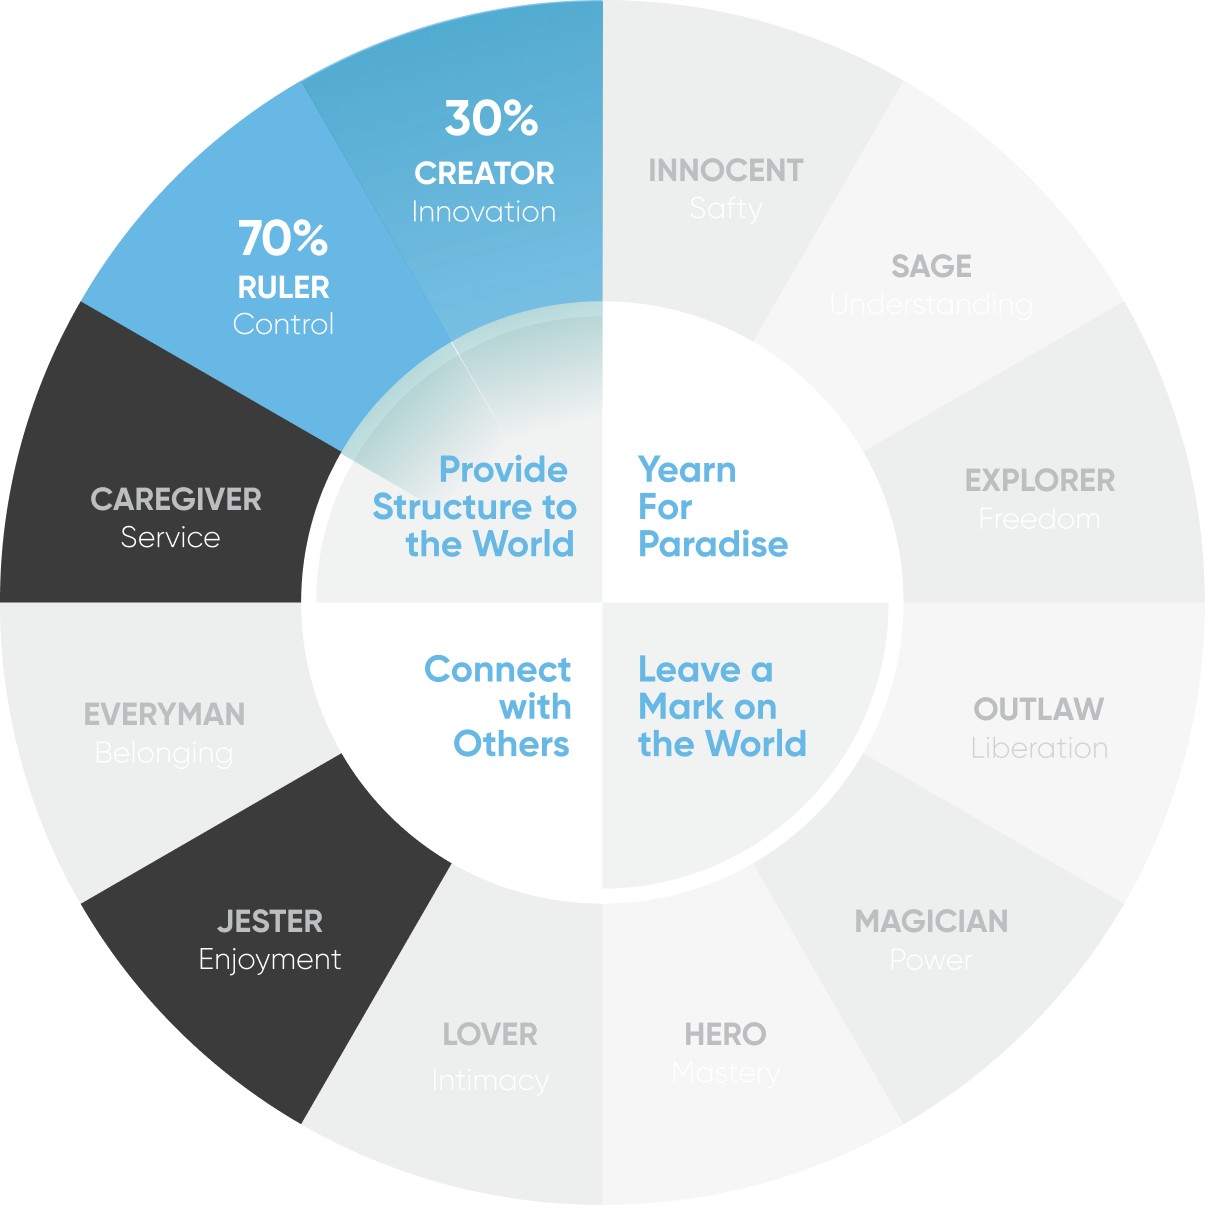 30%
CREATOR
Innovation
INNOCENT
Safty
70%
RULER
Control
SAGE
Understanding
CAREGIVER
Service
EXPLORER
Freedom
Provide
Structure to
the World
Yearn
For
Paradise
Connect
with
Others
Leave a
Mark on
the World
EVERYMAN
Belonging
OUTLAW
Liberation
JESTER
Enjoyment
MAGICIAN
Power
LOVER
Intimacy
HERO
Mastery